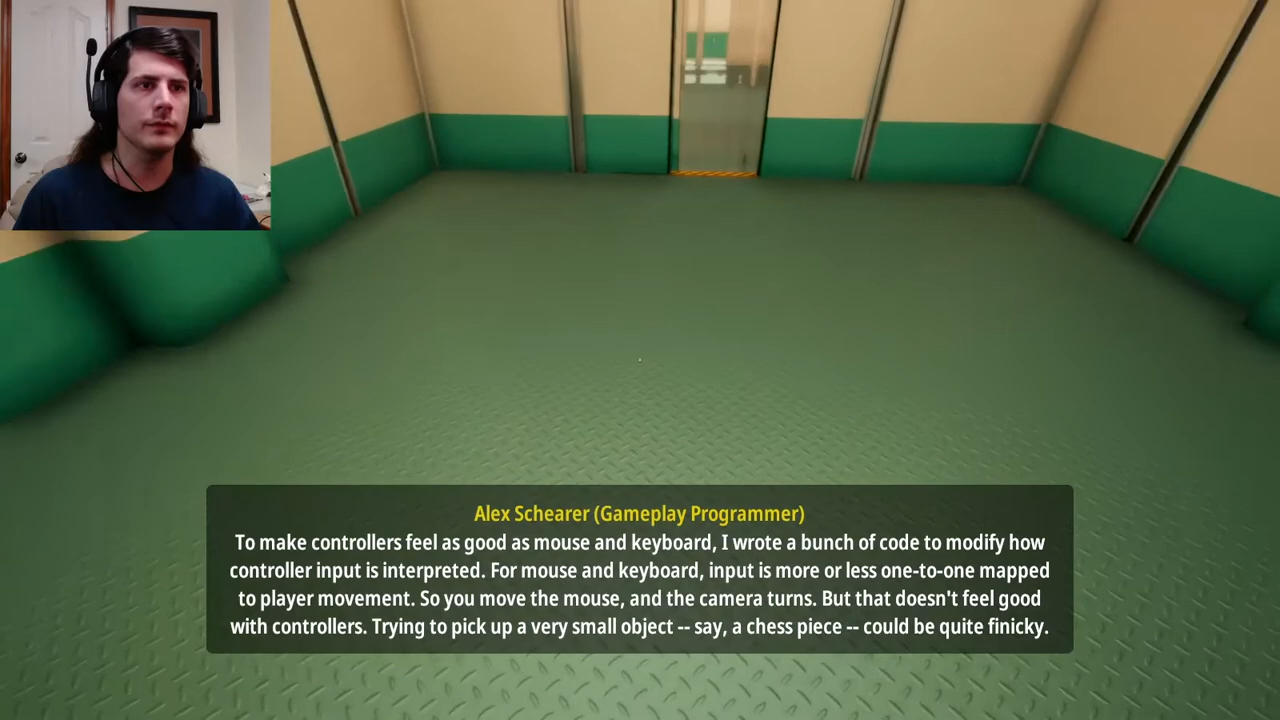 Alex Schearer (Gameplay Programmer)
To make controllers feel as good as mouse and keyboard, I wrote a bunch of code to modify how
controller input is interpreted. For mouse and keyboard, input is more or less one-to-one mapped
to player movement. So you move the mouse, and the camera turns. But that doesn't feel good
with controllers. Trying to pick up a very small object -- say, a chess piece -- could be quite finicky.